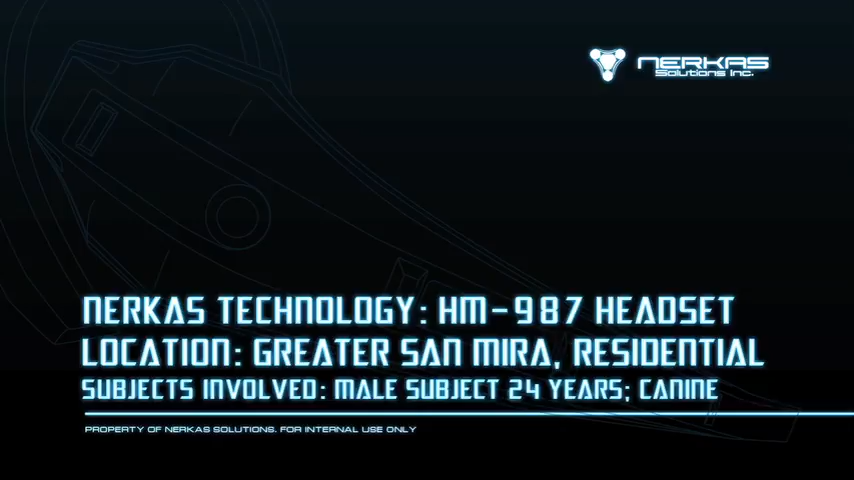 NERKAS
Solutions Inc.
NERKAS TECHNOLOGY: HM-987 HEADSET
LOCATION: GREATER SAN MIRA, RESIDENTIAL
SUBJECTS INVOLVED: MALE SUBJECT 24 YEARS; CANINE
PROPERTY OF NERKAS SOLUTIONS. FOR INTERNAL USE ONLY